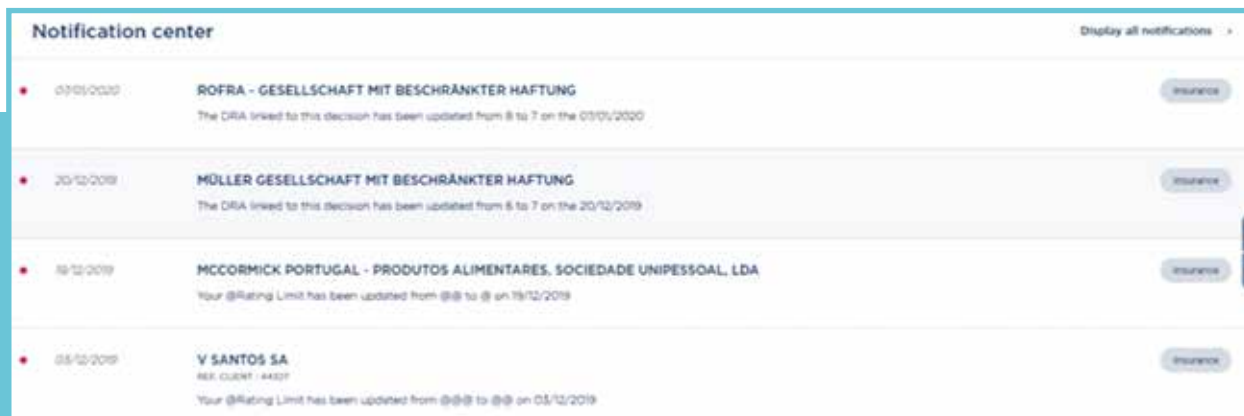 Notification center
Display all notifications
07/01/2020
ROFRA - GESELLSCHAFT MIT BESCHRÄNKTER HAFTUNG
Insurance
The DRA linked to this decision has been updated from 8 to 7 on the 07/01/2020
20/12/2019
MÜLLER GESELLSCHAFT MIT BESCHRÄNKTER HAFTUNG
Insurance
The DRA linked to this decision has been updated from 6 to 7 on the 20/12/2019
19/12/2019
MCCORMICK PORTUGAL - PRODUTOS ALIMENTARES, SOCIEDADE UNIPESSOAL, LDA
Insurance
Your @Rating Limit has been updated from @@ to @ on 19/12/2019
03/12/2019
V SANTOS SA
Insurance
REF. CLIENT :
Your @Rating Limit has been updated from @@@ to @@ on 03/12/2019